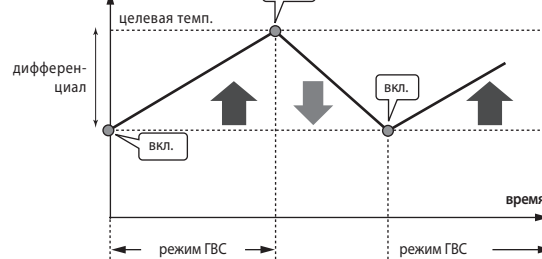 целевая темп.
дифферен-
циал
вкл.
вкл.
время
режим ГВС
режим ГВС